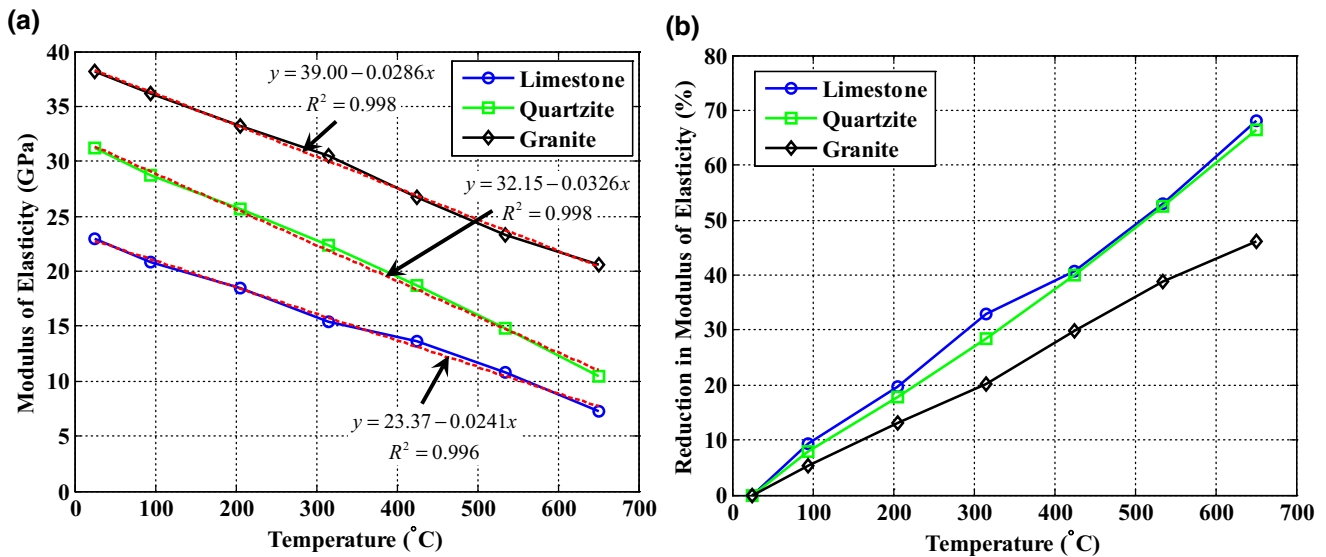 (a)
40
35
30
25
20
15
10
5
0
0 100 200 300 400 500 600 700
Modulus of Elasticity (GPa)
Temperature (°C)
y = 39.00 − 0.0286x
R² = 0.998
Limestone
Quartzite
Granite
y = 32.15 − 0.0326x
R² = 0.998
y = 23.37 − 0.0241x
R² = 0.996
(b)
80
70
60
50
40
30
20
10
0
0 100 200 300 400 500 600 700
Reduction in Modulus of Elasticity (%)
Temperature (°C)
Limestone
Quartzite
Granite